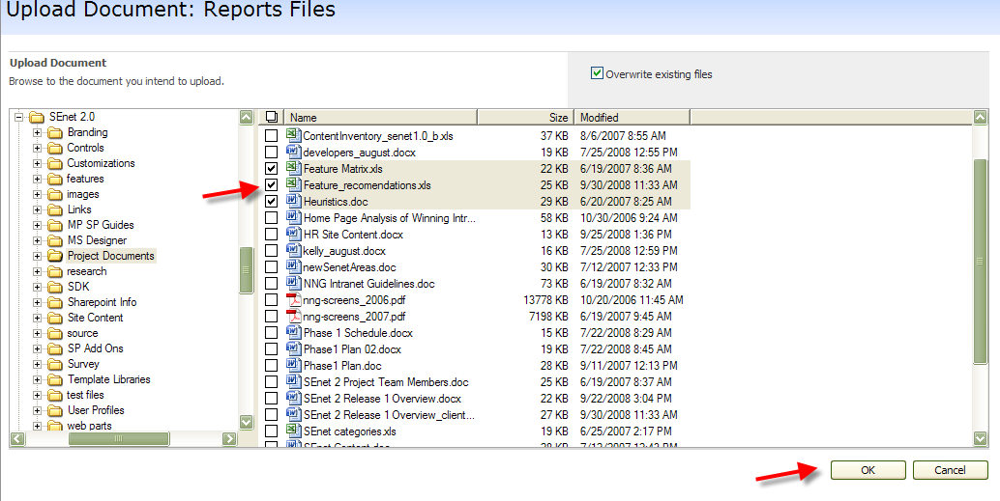 Upload Document: Reports Files
Upload Document
Browse to the document you intend to upload.
Overwrite existing files
SEnet 2.0
Branding
Controls
Customizations
features
images
Links
MP SP Guides
MS Designer
Project Documents
research
SDK
Sharepoint Info
Site Content
source
SP Add Ons
Survey
Template Libraries
test files
User Profiles
web parts
Name Size Modified
ContentInventory_senet1.0_b.xls 37 KB 8/6/2007 8:55 AM
developers_august.docx 19 KB 7/25/2008 12:55 PM
Feature Matrix.xls 22 KB 6/19/2007 8:36 AM
Feature_recomendations.xls 25 KB 9/30/2008 11:33 AM
Heuristics.doc 29 KB 6/20/2007 8:25 AM
Home Page Analysis of Winning Intr... 58 KB 10/30/2006 9:24 AM
HR Site Content.docx 13 KB 9/25/2008 1:36 PM
kelly_august.docx 16 KB 7/25/2008 12:59 PM
newSenetAreas.doc 30 KB 7/12/2007 12:33 PM
NNG Intranet Guidelines.doc 73 KB 6/19/2007 8:32 AM
nng-screens_2006.pdf 13778 KB 10/20/2006 11:45 AM
nng-screens_2007.pdf 7198 KB 6/19/2007 9:45 AM
Phase 1 Schedule.docx 15 KB 7/22/2008 8:29 AM
Phase1 Plan 02.docx 19 KB 7/22/2008 8:45 AM
Phase1 Plan.doc 28 KB 9/11/2007 12:13 PM
SEnet 2 Project Team Members.doc 25 KB 6/19/2007 8:37 AM
SEnet 2 Release 1 Overview.docx 22 KB 9/22/2008 3:04 PM
SEnet 2 Release 1 Overview_client... 27 KB 9/30/2008 11:33 AM
SEnet categories.xls 19 KB 6/25/2007 2:17 PM
OK Cancel